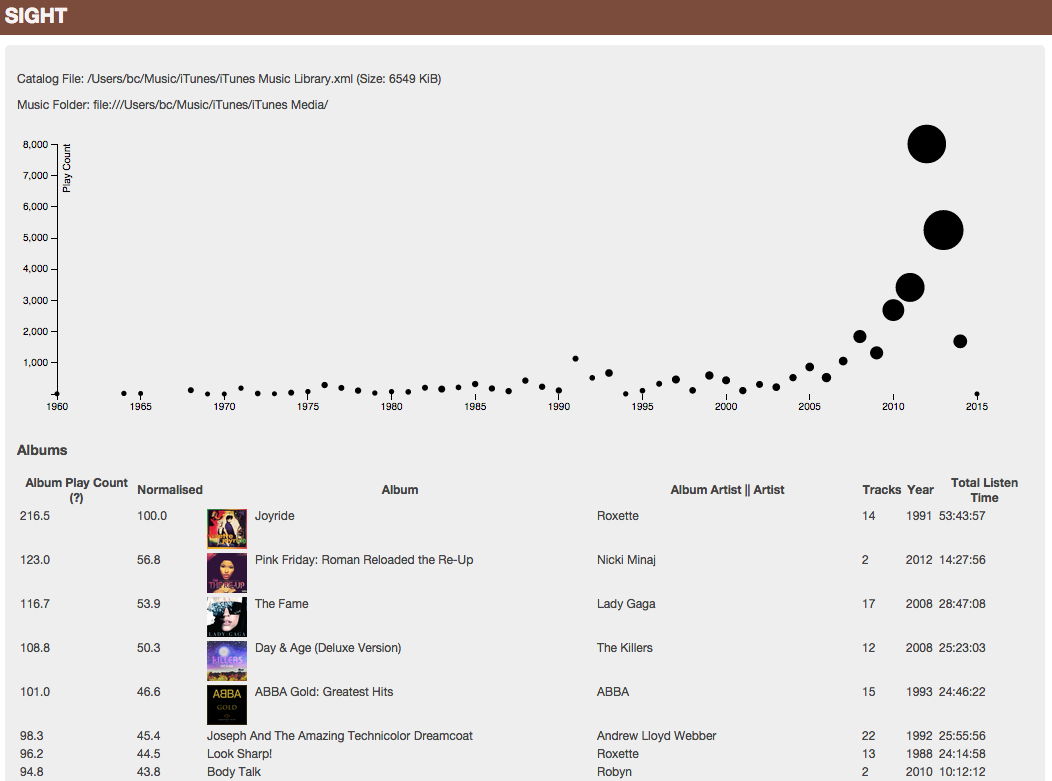 SIGHT
Catalog File: /Users/bc/Music/iTunes/iTunes Music Library.xml (Size: 6549 KiB)
Music Folder: file:///Users/bc/Music/iTunes/iTunes Media/
8,000
7,000
6,000
5,000
4,000
3,000
2,000
1,000
Play Count
1960 1965 1970 1975 1980 1985 1990 1995 2000 2005 2010 2015
Albums
Album Play Count (?) Normalised Album Album Artist || Artist Tracks Year Total Listen Time
216.5 100.0 Joyride Roxette 14 1991 53:43:57
123.0 56.8 Pink Friday: Roman Reloaded the Re-Up Nicki Minaj 2 2012 14:27:56
116.7 53.9 The Fame Lady Gaga 17 2008 28:47:08
LADY GAGA
108.8 50.3 Day & Age (Deluxe Version) The Killers 12 2008 25:23:03
KILLERS
101.0 46.6 ABBA Gold: Greatest Hits ABBA 15 1993 24:46:22
ABBA
GOLD
98.3 45.4 Joseph And The Amazing Technicolor Dreamcoat Andrew Lloyd Webber 22 1992 25:55:56
96.2 44.5 Look Sharp! Roxette 13 1988 24:14:58
94.8 43.8 Body Talk Robyn 2 2010 10:12:12